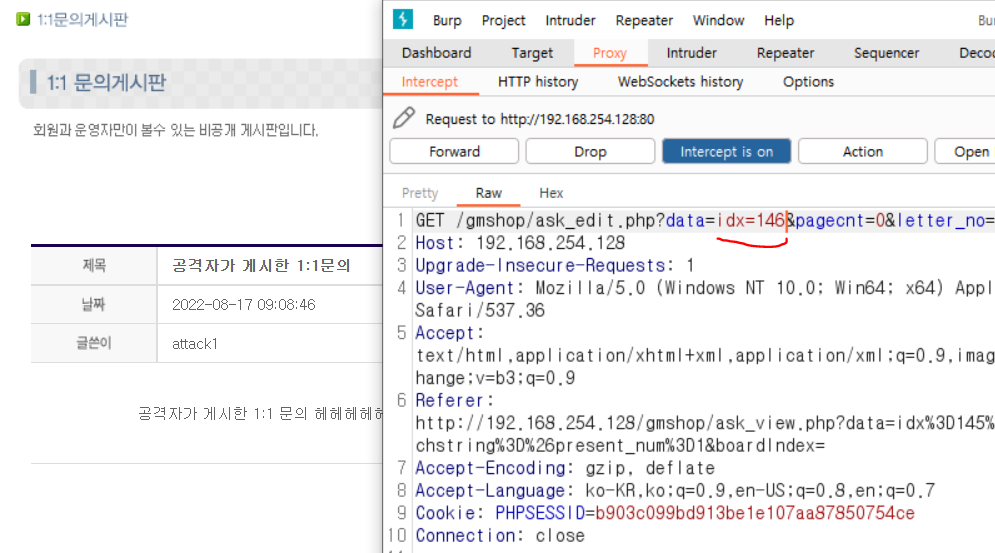 1:1문의게시판
1:1 문의게시판
회원과 운영자만이 볼수 있는 비공개 게시판입니다.
제목 공격자가 게시한 1:1문의
날짜 2022-08-17 09:08:46
글쓴이 attack1
공격자가 게시한 1:1 문의 헤헤헤헤헤
Burp Project Intruder Repeater Window Help
Dashboard Target Proxy Intruder Repeater Sequencer
Intercept HTTP history WebSockets history Options
Request to http://192.168.254.128:80
Forward Drop Intercept is on Action Open
Pretty Raw Hex
1 GET /gmshop/ask_edit.php?data=idx=146&pagecnt=0&letter_no=
2 Host: 192.168.254.128
3 Upgrade-Insecure-Requests: 1
4 User-Agent: Mozilla/5.0 (Windows NT 10.0; Win64; x64) Appl
Safari/537.36
5 Accept:
text/html,application/xhtml+xml,application/xml;q=0.9,imag
hange;v=b3;q=0.9
6 Referer:
http://192.168.254.128/gmshop/ask_view.php?data=idx%3D145%
chstring%3D%26present_num%3D1&boardIndex=
7 Accept-Encoding: gzip, deflate
8 Accept-Language: ko-KR,ko;q=0.9,en-US;q=0.8,en;q=0.7
9 Cookie: PHPSESSID=b903c099bd913be1e107aa87850754ce
10 Connection: close